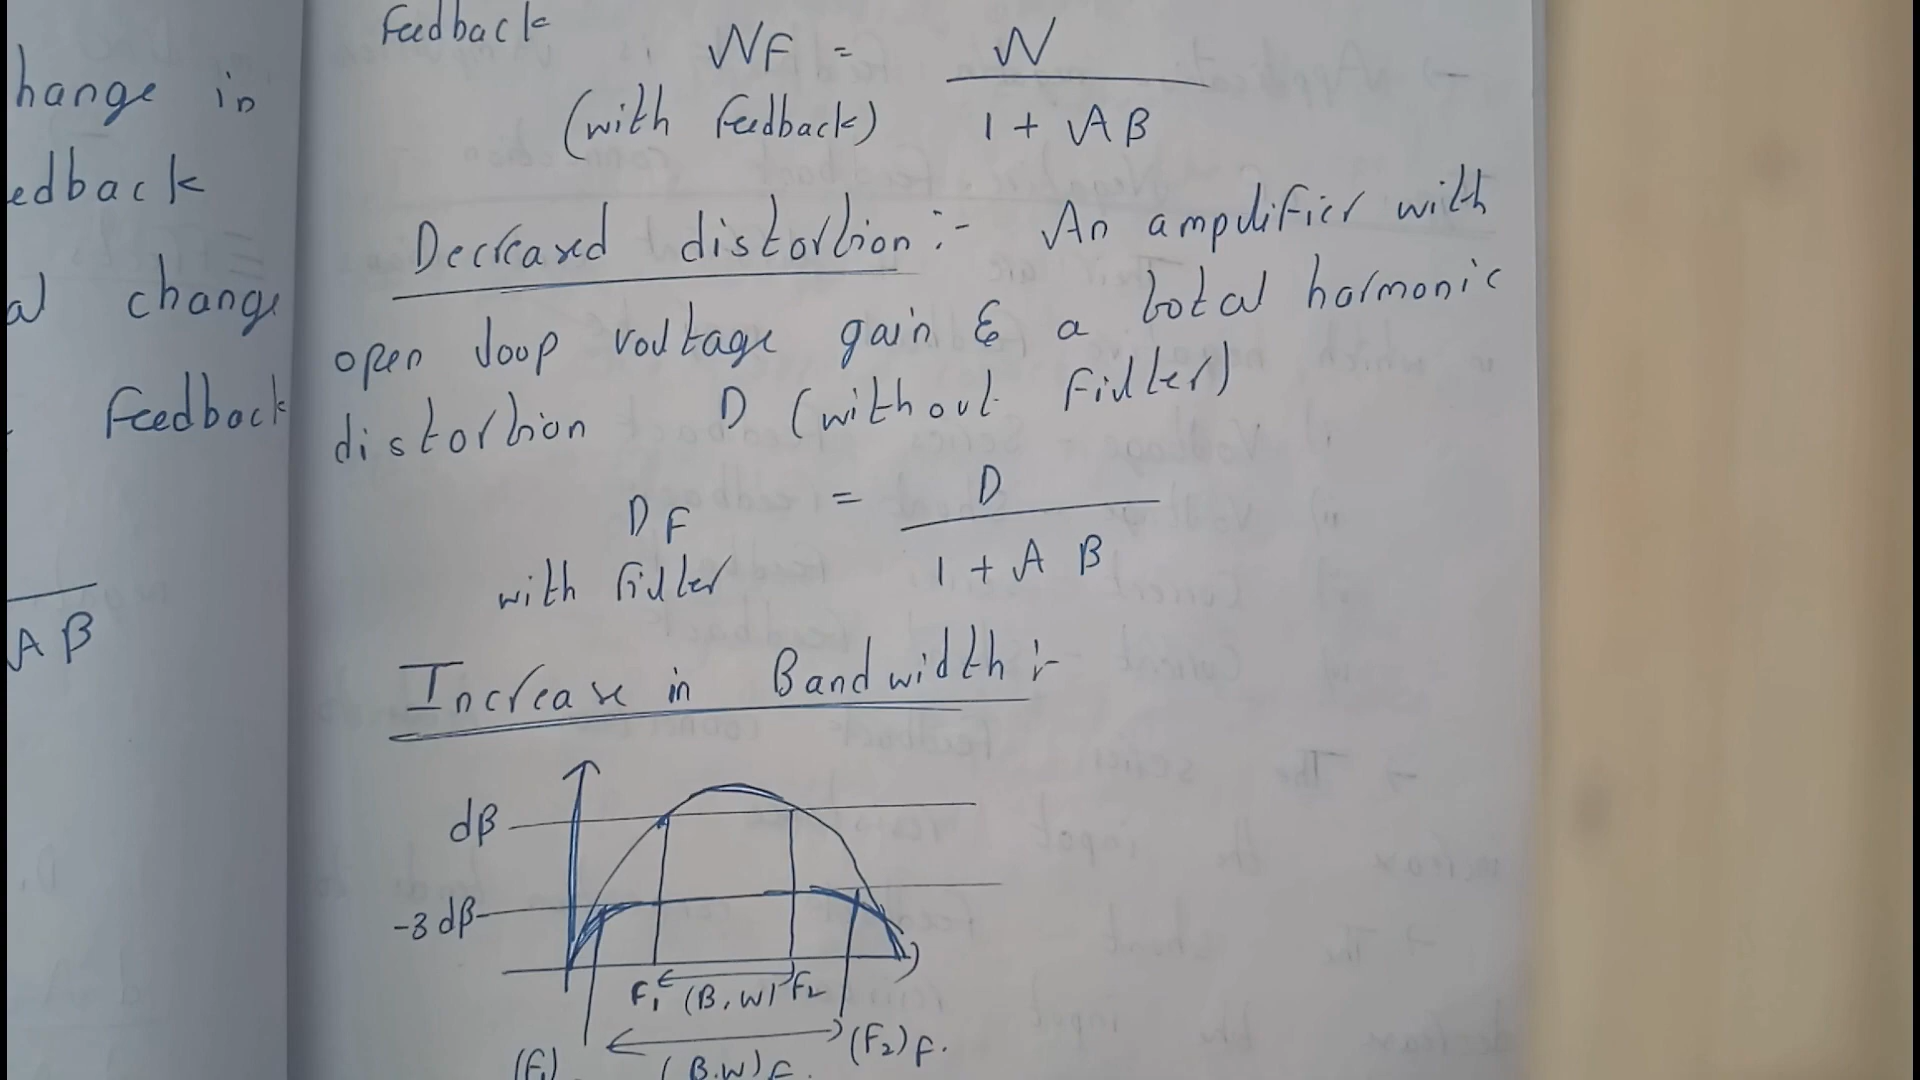 hange in
edback
al change
Feedback
AB
Feedback
NF = N
(with Feedback) 1 + AB
Decreased distortion :- An amplifier with
open loop voltage gain & a total harmonic
distortion D (without Filter)
DF = D
with Filter 1 + A B
Increase in Bandwidth :-
dB
-3 dB
F1 (B.W) F2
(F1) (B.W)F. (F2)F.